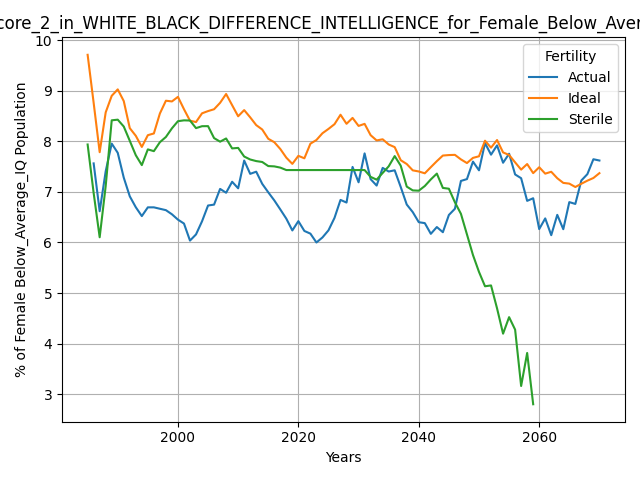 core_2_in_WHITE_BLACK_DIFFERENCE_INTELLIGENCE_for_Female_Below_Aver
Fertility
Actual
Ideal
Sterile
% of Female Below_Average_IQ Population
10
9
8
7
6
5
4
3
2000 2020 2040 2060
Years